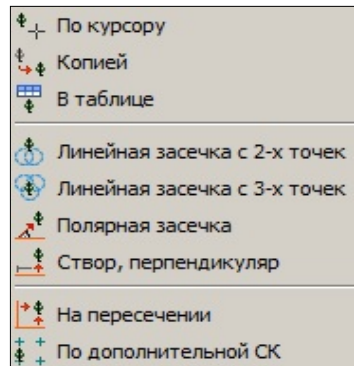 По курсору
Копией
В таблице
Линейная засечка с 2-х точек
Линейная засечка с 3-х точек
Полярная засечка
Створ, перпендикуляр
На пересечении
По дополнительной СК